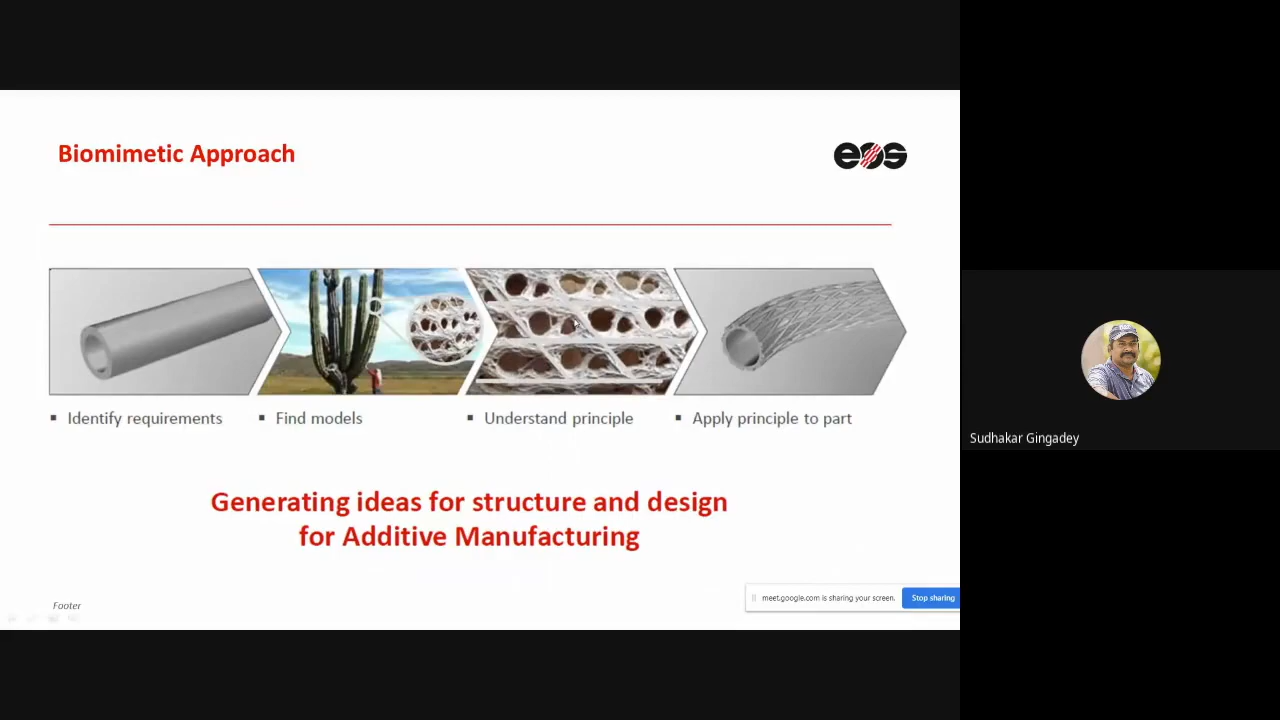 Biomimetic Approach
eos
▪ Identify requirements
▪ Find models
▪ Understand principle
▪ Apply principle to part
Generating ideas for structure and design
for Additive Manufacturing
Footer
meet.google.com is sharing your screen.
Stop sharing
Sudhakar Gingadey